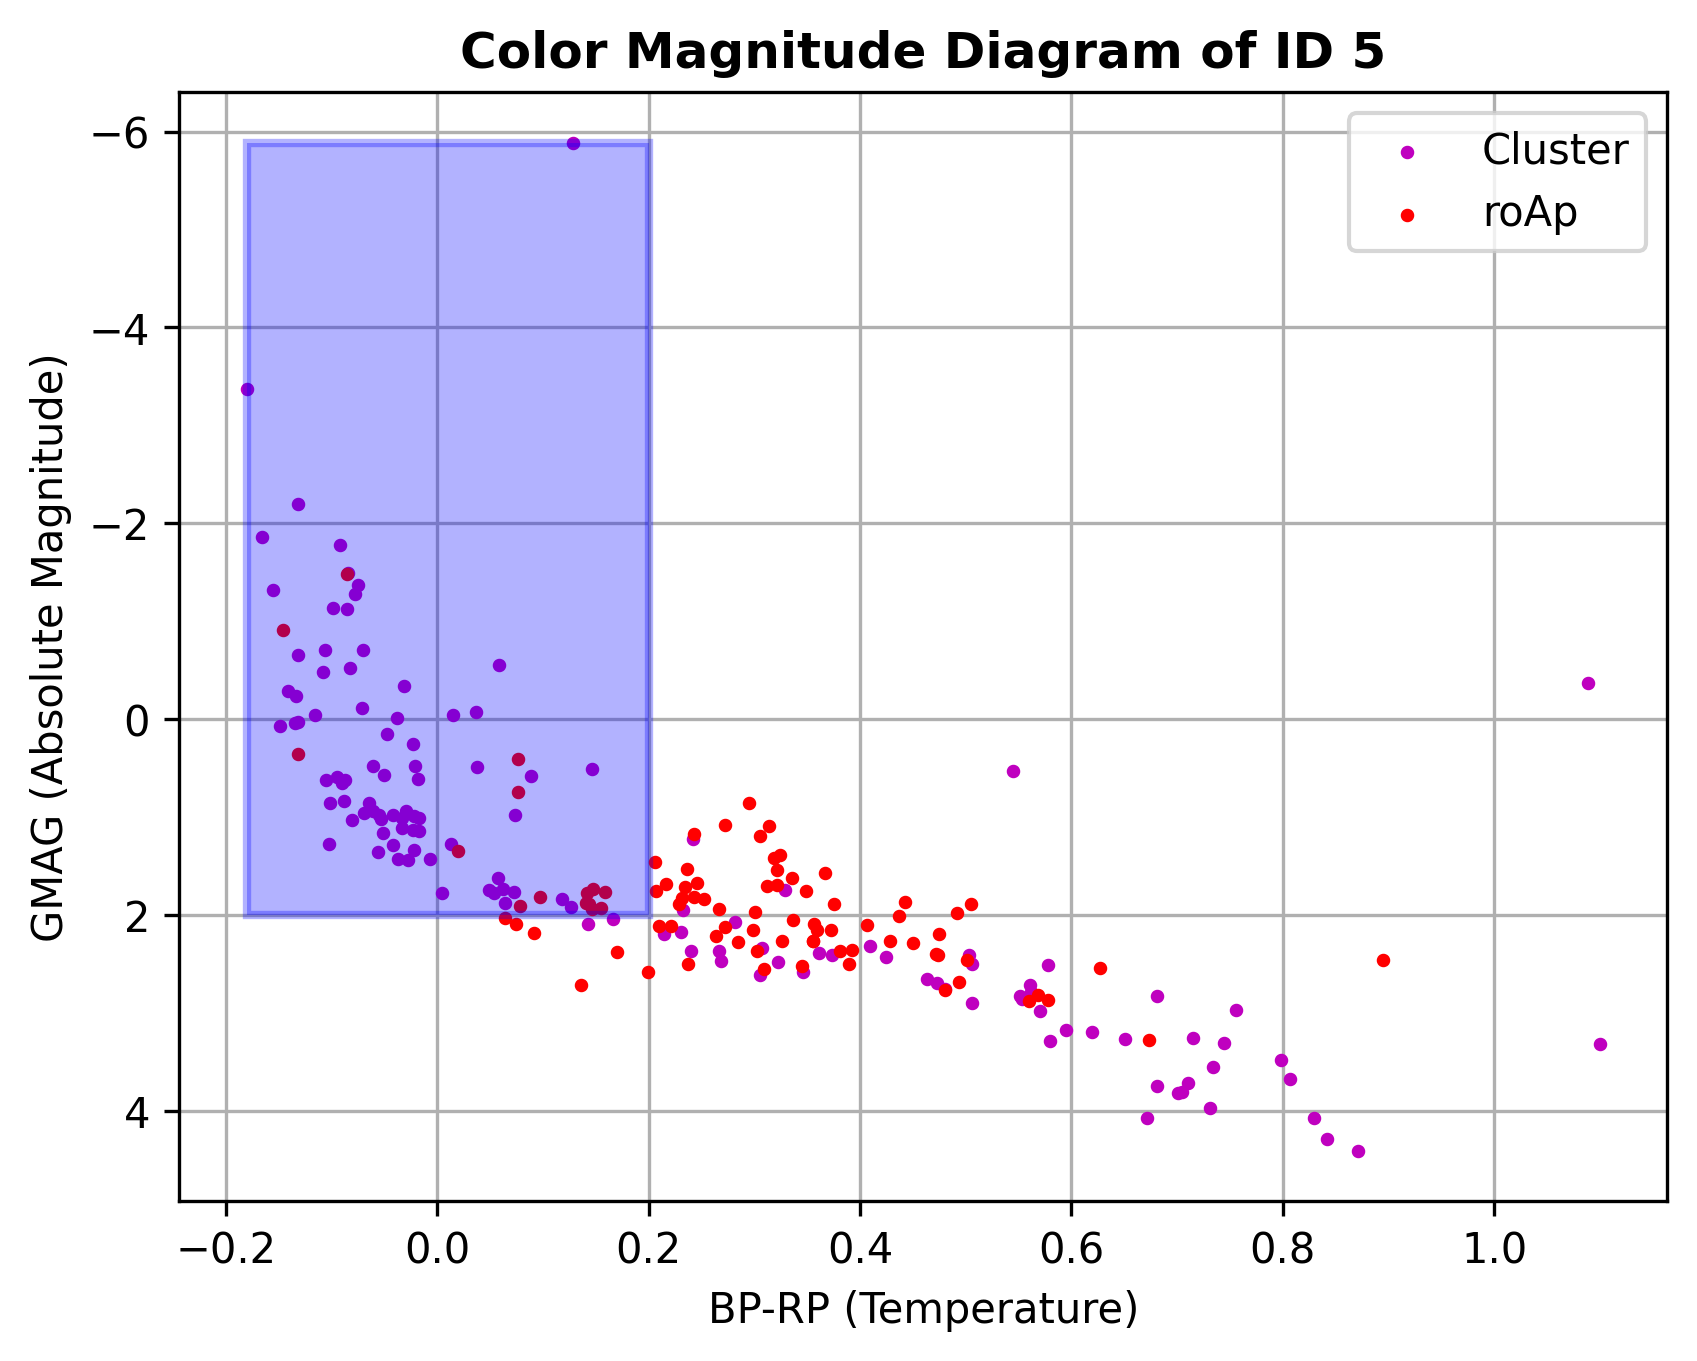 Color Magnitude Diagram of ID 5
Cluster
roAp
−6
−4
−2
0
2
4
GMAG (Absolute Magnitude)
−0.2 0.0 0.2 0.4 0.6 0.8 1.0
BP-RP (Temperature)